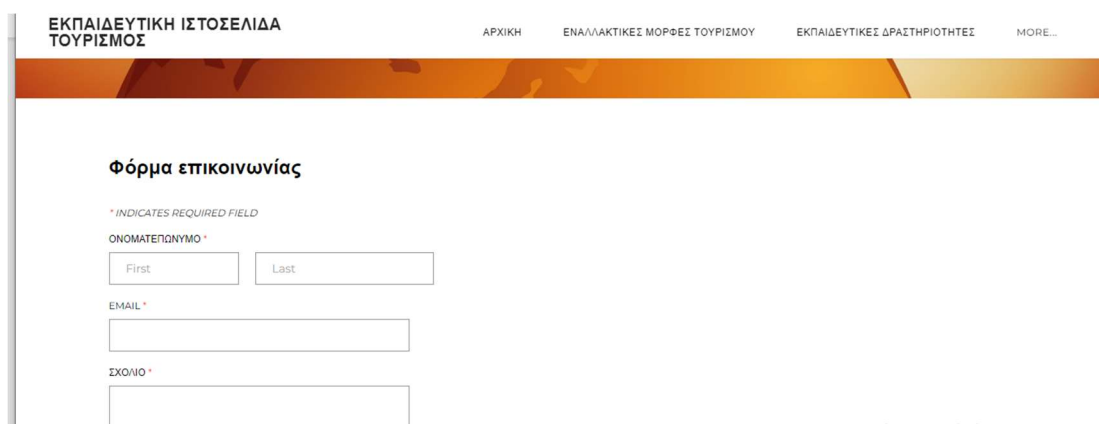 ΕΚΠΑΙΔΕΥΤΙΚΗ ΙΣΤΟΣΕΛΙΔΑ
ΤΟΥΡΙΣΜΟΣ
ΑΡΧΙΚΗ ΕΝΑΛΛΑΚΤΙΚΕΣ ΜΟΡΦΕΣ ΤΟΥΡΙΣΜΟΥ ΕΚΠΑΙΔΕΥΤΙΚΕΣ ΔΡΑΣΤΗΡΙΟΤΗΤΕΣ MORE...
Φόρμα επικοινωνίας
* INDICATES REQUIRED FIELD
ΟΝΟΜΑΤΕΠΩΝΥΜΟ *
First Last
EMAIL *
ΣΧΟΛΙΟ *